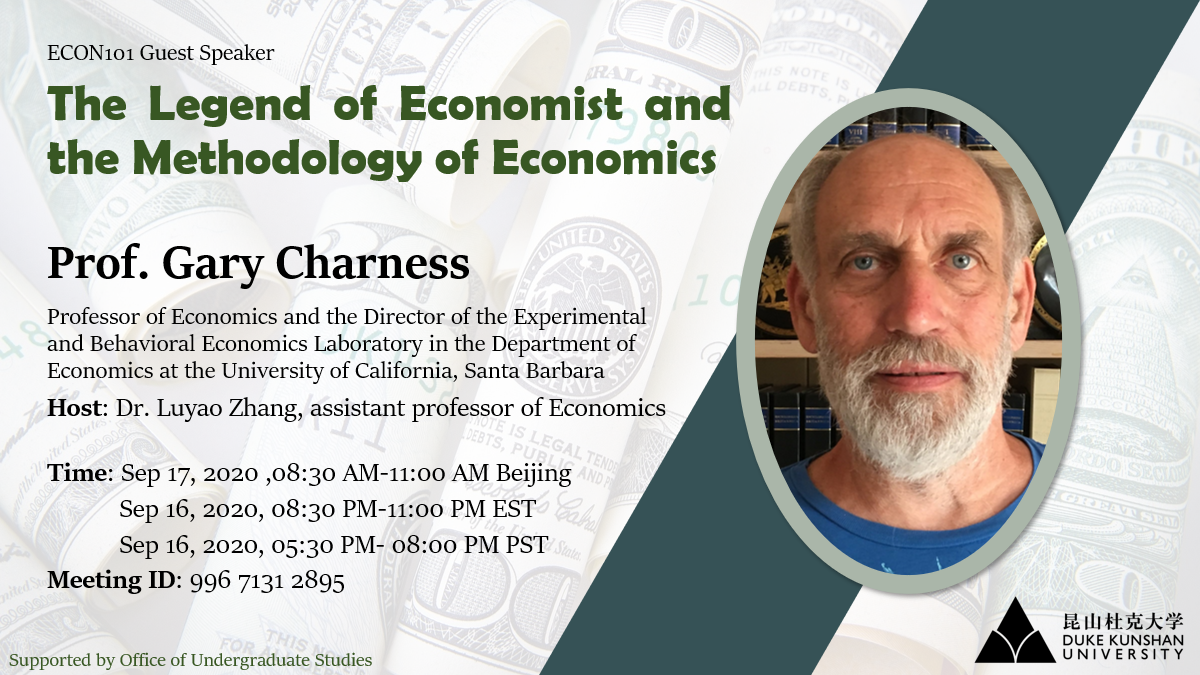 ECON101 Guest Speaker
The Legend of Economist and
the Methodology of Economics
Prof. Gary Charness
Professor of Economics and the Director of the Experimental
and Behavioral Economics Laboratory in the Department of
Economics at the University of California, Santa Barbara
Host: Dr. Luyao Zhang, assistant professor of Economics
Time: Sep 17, 2020 ,08:30 AM-11:00 AM Beijing
Sep 16, 2020, 08:30 PM-11:00 PM EST
Sep 16, 2020, 05:30 PM- 08:00 PM PST
Meeting ID: 996 7131 2895
Supported by Office of Undergraduate Studies
昆山杜克大学
DUKE KUNSHAN
UNIVERSITY